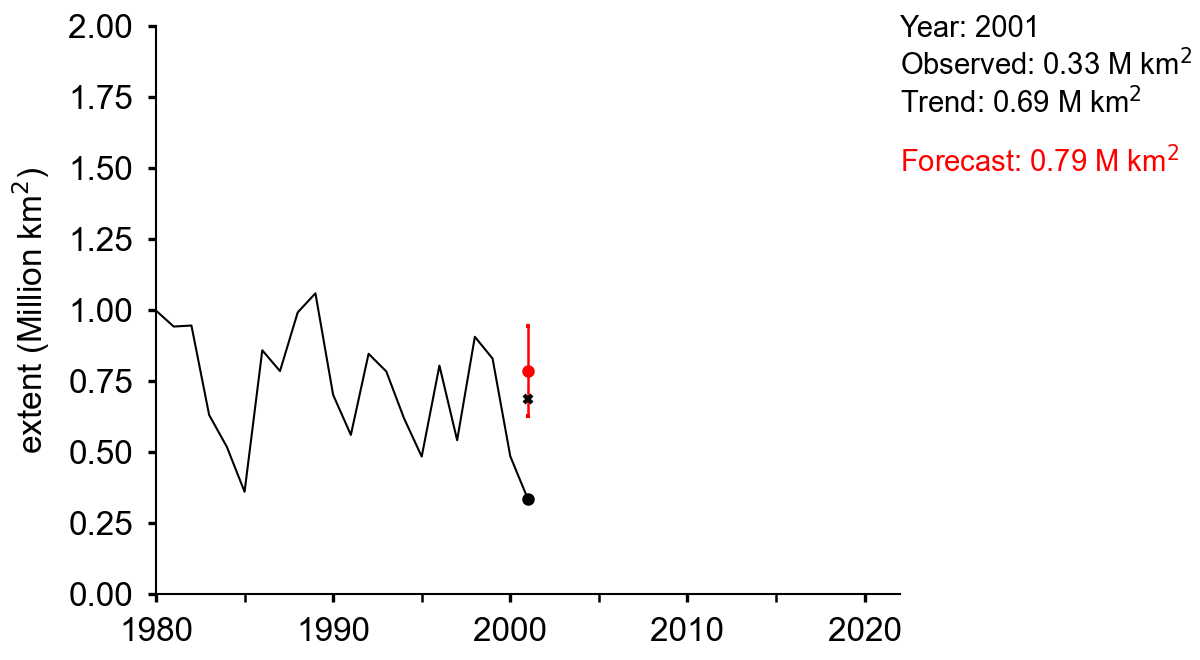 2.00
1.75
1.50
1.25
1.00
0.75
0.50
0.25
0.00
extent (Million km²)
1980 1990 2000 2010 2020
Year: 2001
Observed: 0.33 M km²
Trend: 0.69 M km²
Forecast: 0.79 M km²